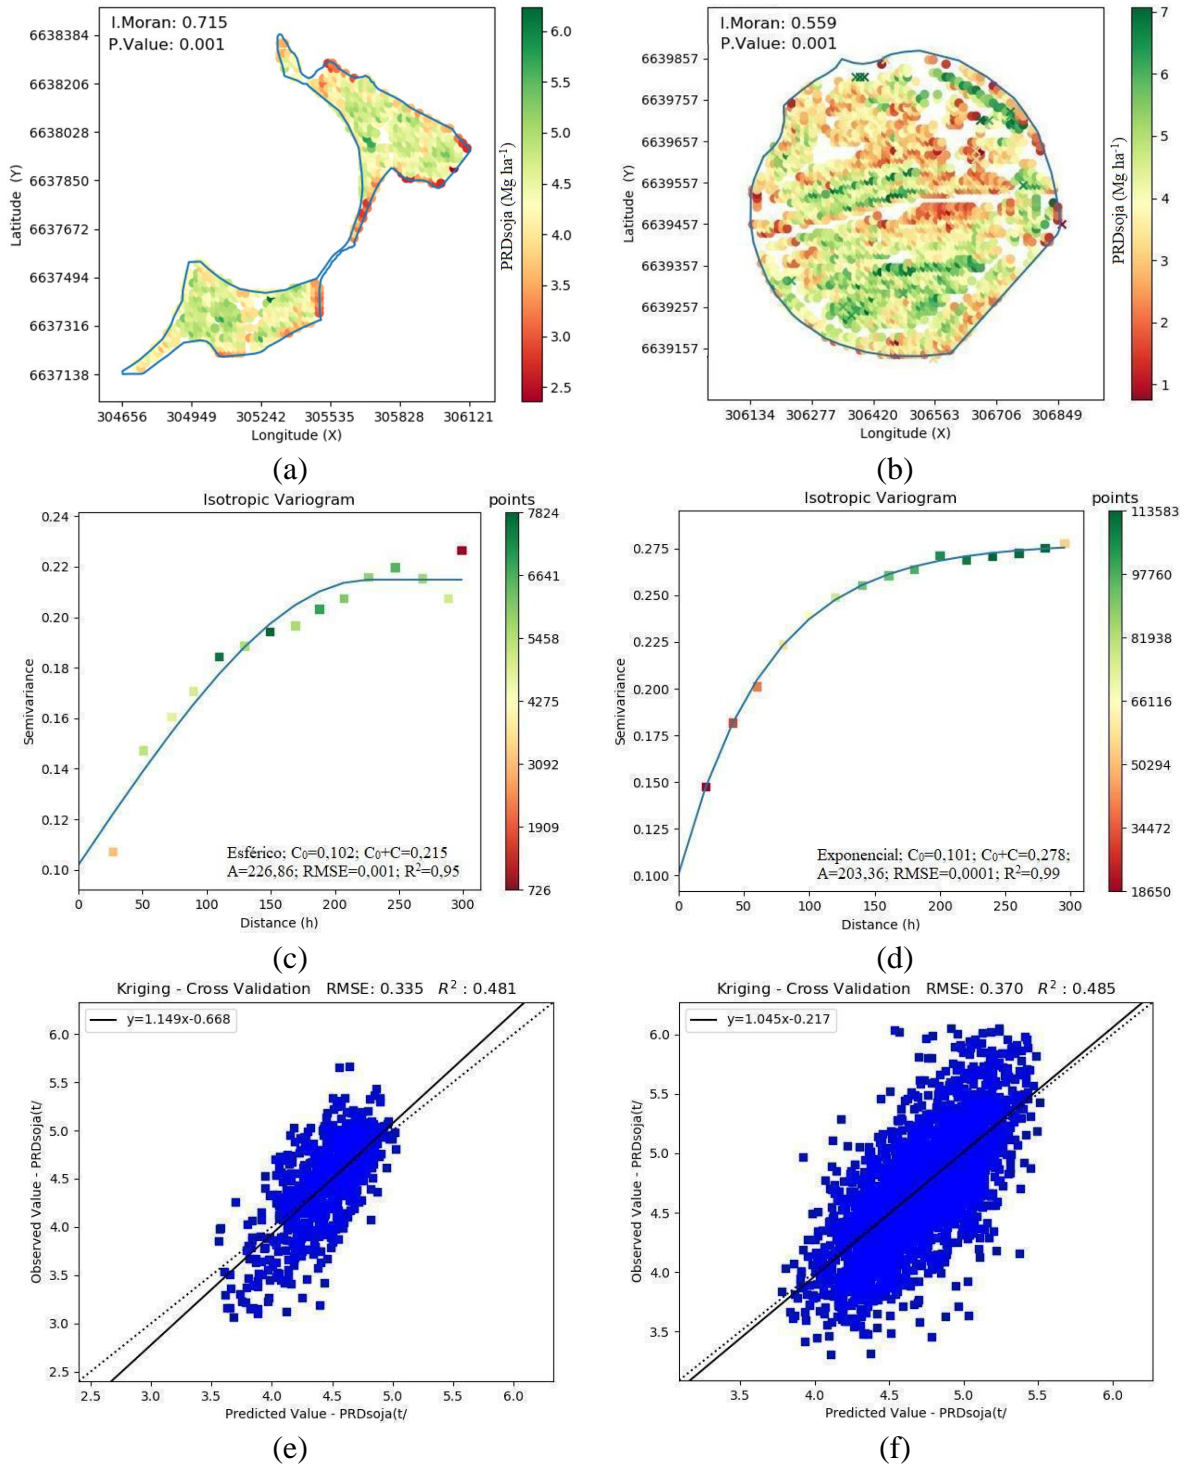 I.Moran: 0.715
P.Value: 0.001
6638384
6638206
6638028
6637850
6637672
6637494
6637316
6637138
Latitude (Y)
304656 304949 305242 305535 305828 306121
Longitude (X)
6.0
5.5
5.0
4.5
4.0
3.5
3.0
2.5
PRDsoja (Mg ha⁻¹)
(a)
I.Moran: 0.559
P.Value: 0.001
6639857
6639757
6639657
6639557
6639457
6639357
6639257
6639157
Latitude (Y)
306134 306277 306420 306563 306706 306849
Longitude (X)
7
6
5
4
3
2
1
PRDsoja (Mg ha⁻¹)
(b)
Isotropic Variogram
points
0.24
0.22
0.20
0.18
0.16
0.14
0.12
0.10
Semivariance
Esférico; C₀=0,102; C₀+C=0,215
A=226,86; RMSE=0,001; R²=0,95
0 50 100 150 200 250 300
Distance (h)
7824
6641
5458
4275
3092
1909
726
(c)
Isotropic Variogram
points
0.275
0.250
0.225
0.200
0.175
0.150
0.125
0.100
Semivariance
Exponencial; C₀=0,101; C₀+C=0,278;
A=203,36; RMSE=0,0001; R²=0,99
0 50 100 150 200 250 300
Distance (h)
113583
97760
81938
66116
50294
34472
18650
(d)
Kriging - Cross Validation RMSE: 0.335 R² : 0.481
y=1.149x-0.668
6.0
5.5
5.0
4.5
4.0
3.5
3.0
2.5
Observed Value - PRDsoja(t/
2.5 3.0 3.5 4.0 4.5 5.0 5.5 6.0
Predicted Value - PRDsoja(t/
(e)
Kriging - Cross Validation RMSE: 0.370 R² : 0.485
y=1.045x-0.217
6.0
5.5
5.0
4.5
4.0
3.5
Observed Value - PRDsoja(t/
3.5 4.0 4.5 5.0 5.5 6.0
Predicted Value - PRDsoja(t/
(f)